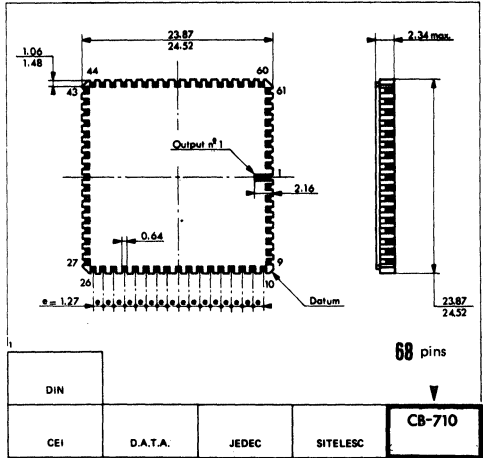 23.87
24.52
2.34 max.
1.06
1.48
44
60
43
61
Output nº 1
1
2.16
0.64
27
9
26
10
e = 1.27
e e e e e e e e e e e e e e e e
Datum
23.87
24.52
68 pins
DIN
CB-710
CEI
D.A.T.A.
JEDEC
SITELESC